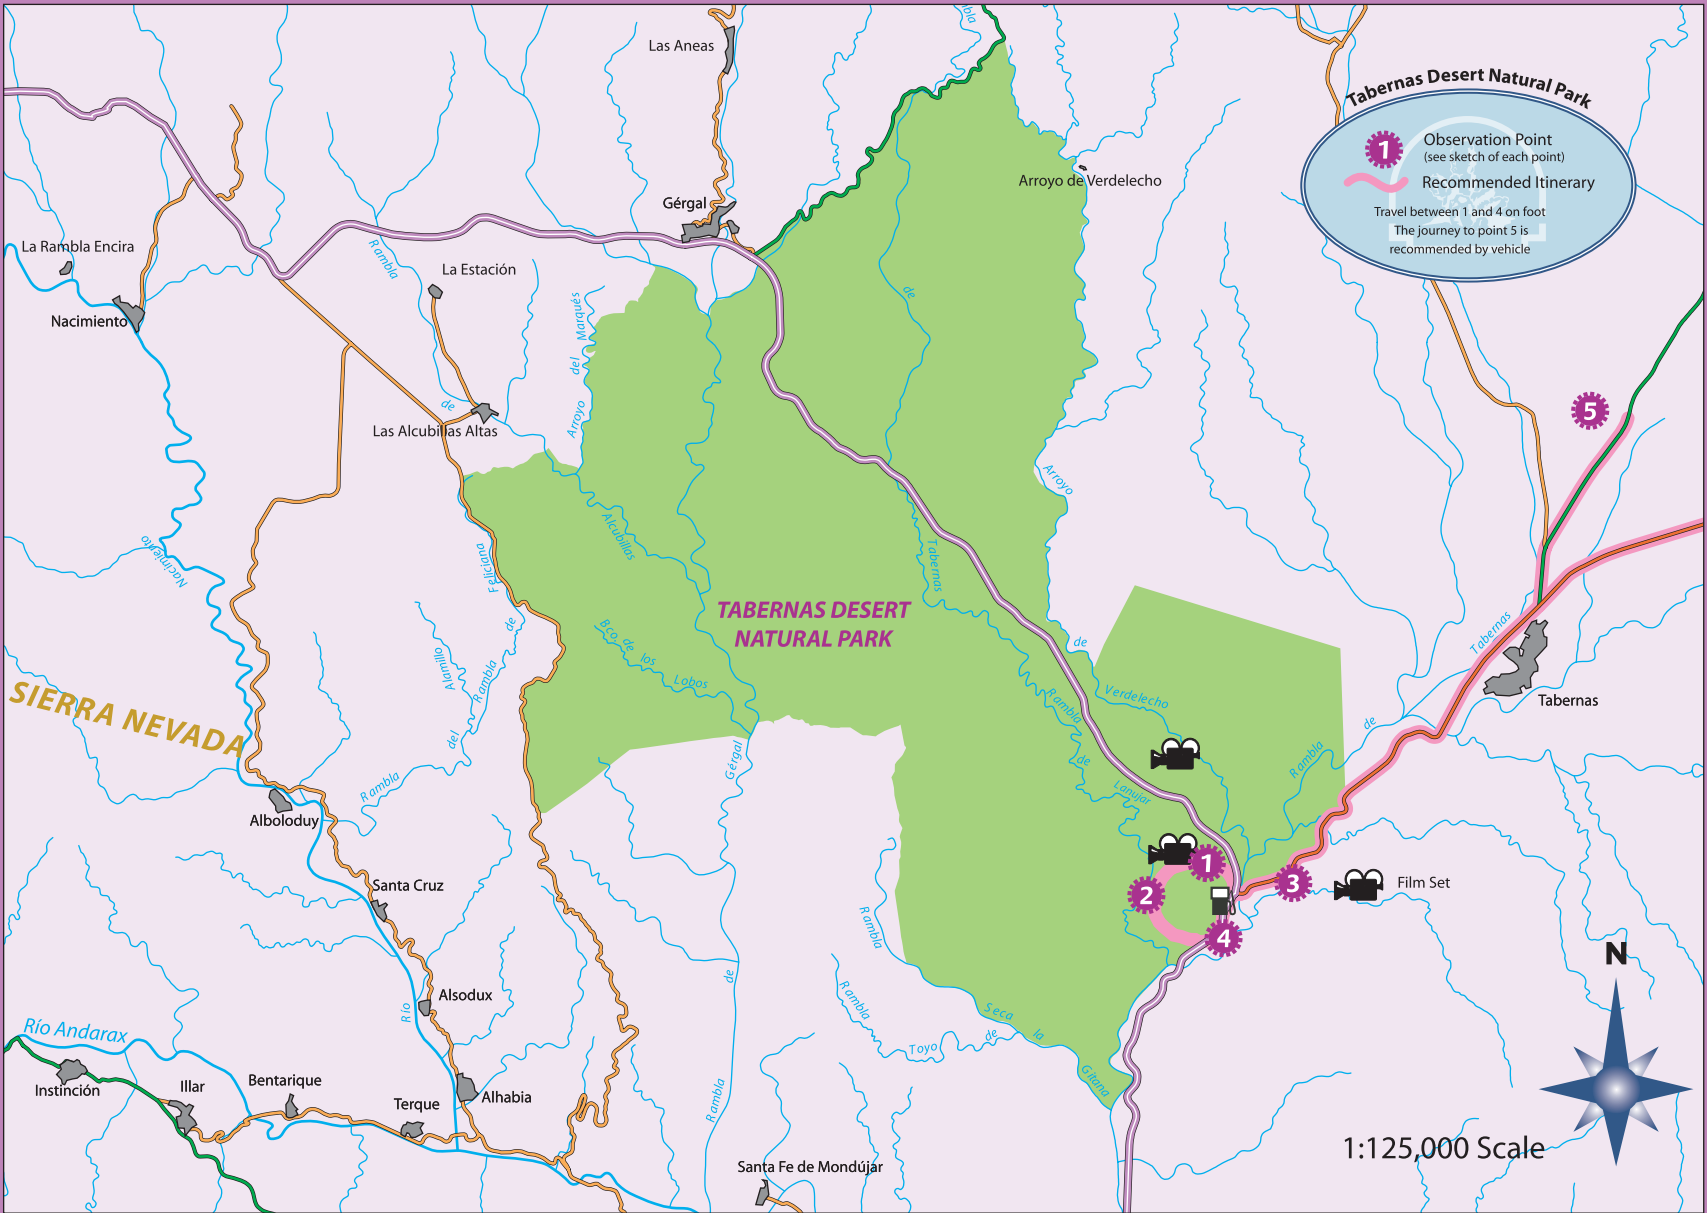 Las Aneas
mbla
Tabernas Desert Natural Park
1
Observation Point
(see sketch of each point)
Recommended Itinerary
Travel between 1 and 4 on foot
The journey to point 5 is
recommended by vehicle
Arroyo de Verdelecho
Gérgal
La Rambla Encira
Rambla
La Estación
de
Nacimiento
Arroyo del Marqués
5
de
Las Alcubillas Altas
Arroyo
Alcubillas
Nacimiento
Feliciana
Tabernas
TABERNAS DESERT
NATURAL PARK
Bco. de los Lobos
de
Tabernas
de
Alamillo
Rambla
del
Rambla
Verdelecho
Tabernas
SIERRA NEVADA
Rambla
de
Lanujar
de
Rambla
Gérgal
Alboloduy
1
2
3
4
Film Set
Santa Cruz
Rambla
N
de
Alsodux
Río
Rambla
Toyo
de
Seca
la
Gitana
Río Andarax
Instinción
Illar
Bentarique
Terque
Alhabia
Rambla
1:125,000 Scale
Santa Fe de Mondújar